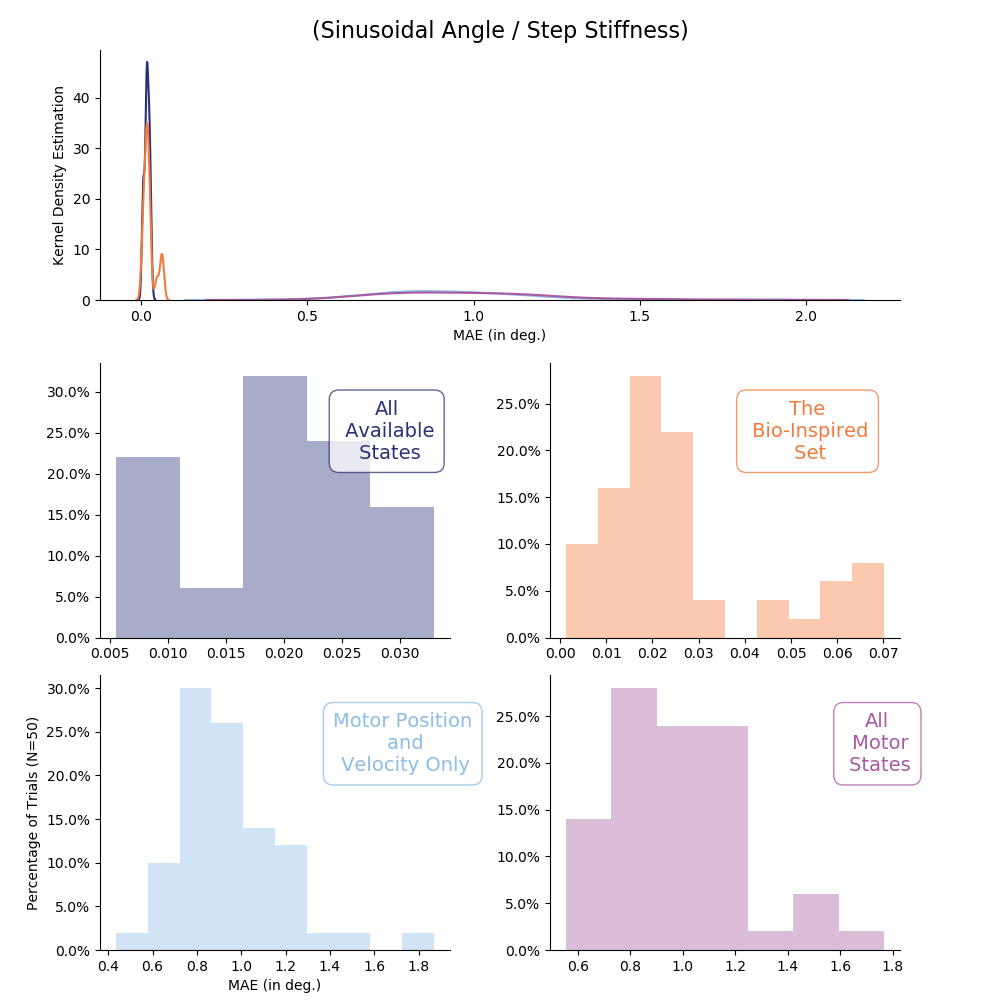 (Sinusoidal Angle / Step Stiffness)
Kernel Density Estimation
40
30
20
10
0
0.0 0.5 1.0 1.5 2.0
MAE (in deg.)
30.0%
25.0%
20.0%
15.0%
10.0%
5.0%
0.0%
0.005 0.010 0.015 0.020 0.025 0.030
All
Available
States
25.0%
20.0%
15.0%
10.0%
5.0%
0.0%
0.00 0.01 0.02 0.03 0.04 0.05 0.06 0.07
The
Bio-Inspired
Set
Percentage of Trials (N=50)
30.0%
25.0%
20.0%
15.0%
10.0%
5.0%
0.0%
0.4 0.6 0.8 1.0 1.2 1.4 1.6 1.8
MAE (in deg.)
Motor Position
and
Velocity Only
25.0%
20.0%
15.0%
10.0%
5.0%
0.0%
0.6 0.8 1.0 1.2 1.4 1.6 1.8
All
Motor
States